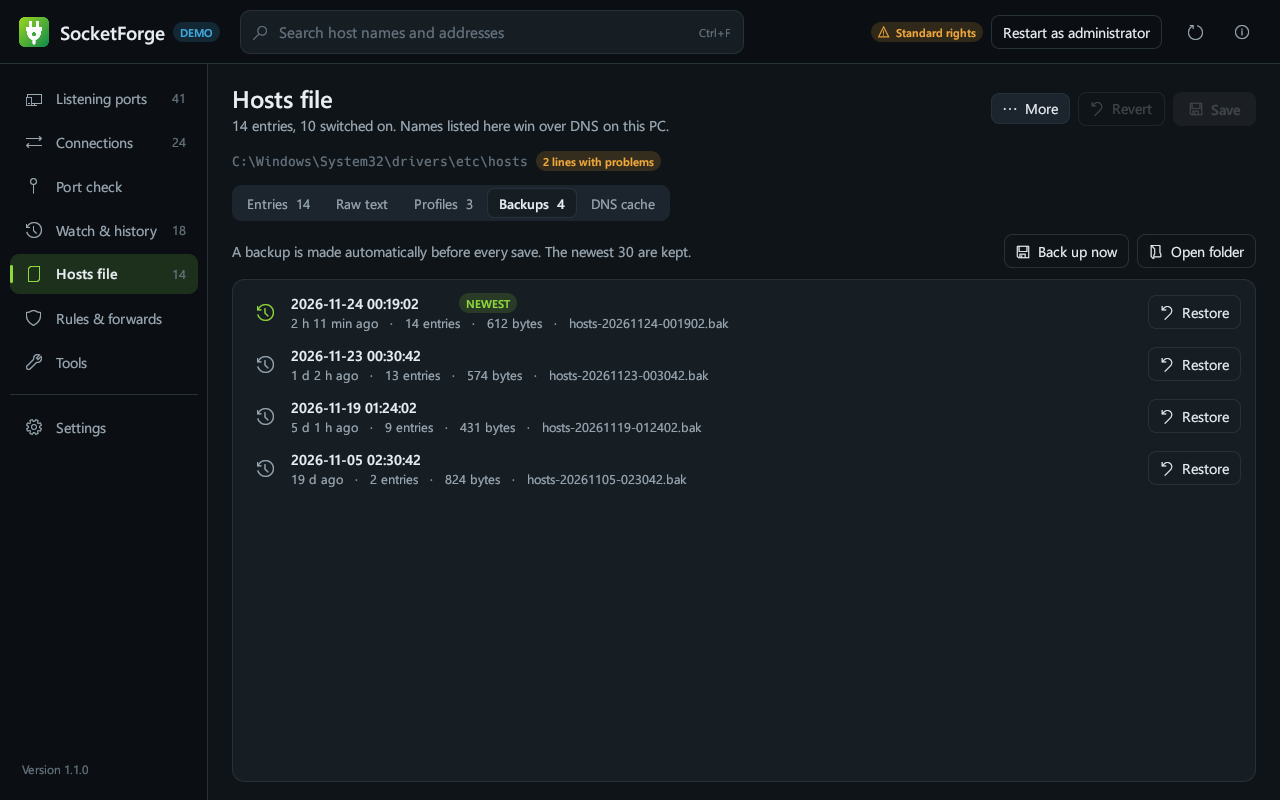 SocketForge DEMO
Search host names and addresses Ctrl+F
Standard rights
Restart as administrator
Listening ports 41
Connections 24
Port check
Watch & history 18
Hosts file 14
Rules & forwards
Tools
Settings
Version 1.1.0
Hosts file
14 entries, 10 switched on. Names listed here win over DNS on this PC.
··· More
Revert
Save
C:\Windows\System32\drivers\etc\hosts 2 lines with problems
Entries 14 Raw text Profiles 3 Backups 4 DNS cache
A backup is made automatically before every save. The newest 30 are kept.
Back up now
Open folder
2026-11-24 00:19:02 NEWEST
2 h 11 min ago · 14 entries · 612 bytes · hosts-20261124-001902.bak
Restore
2026-11-23 00:30:42
1 d 2 h ago · 13 entries · 574 bytes · hosts-20261123-003042.bak
Restore
2026-11-19 01:24:02
5 d 1 h ago · 9 entries · 431 bytes · hosts-20261119-012402.bak
Restore
2026-11-05 02:30:42
19 d ago · 2 entries · 824 bytes · hosts-20261105-023042.bak
Restore